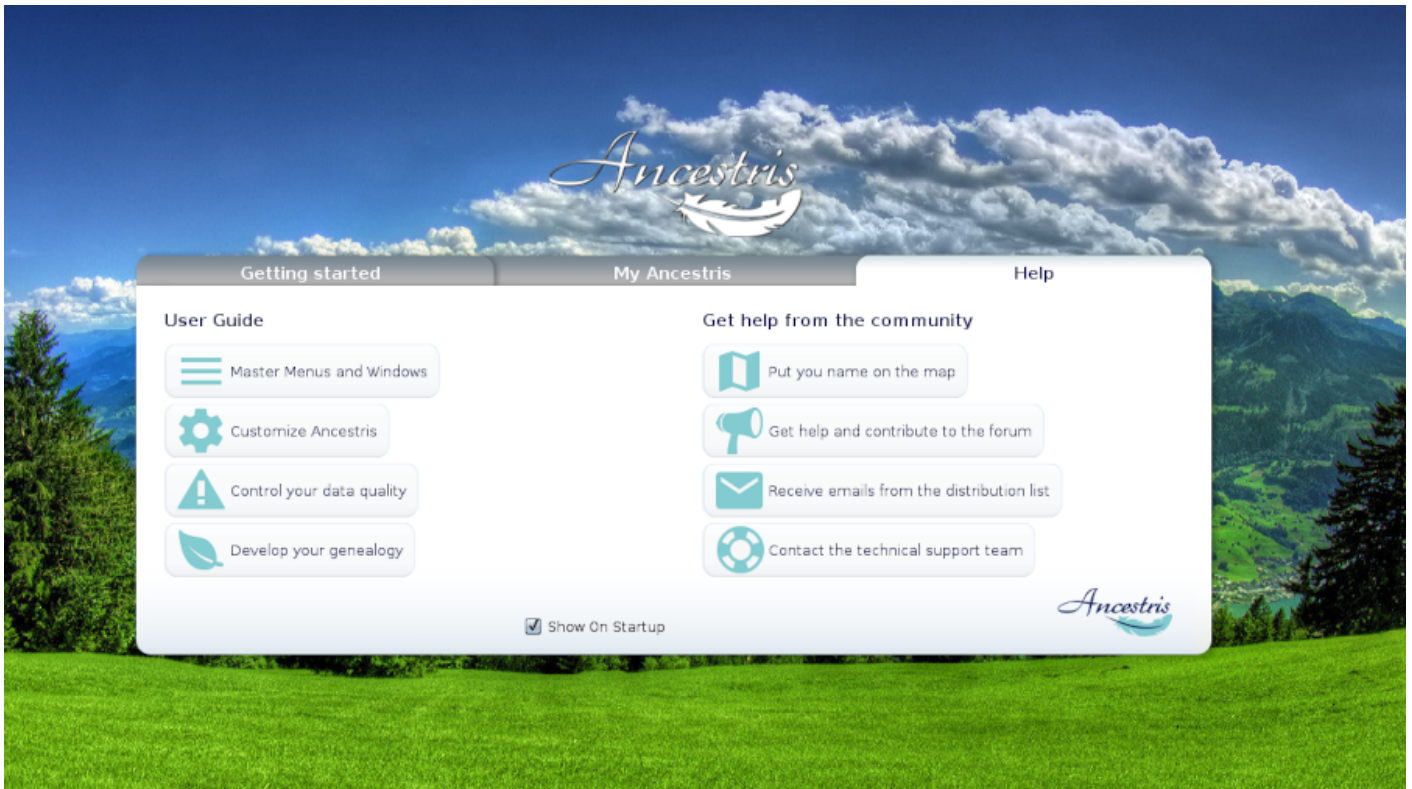 Ancestris
Getting started
My Ancestris
Help
User Guide
Master Menus and Windows
Customize Ancestris
Control your data quality
Develop your genealogy
Get help from the community
Put you name on the map
Get help and contribute to the forum
Receive emails from the distribution list
Contact the technical support team
Show On Startup
Ancestris